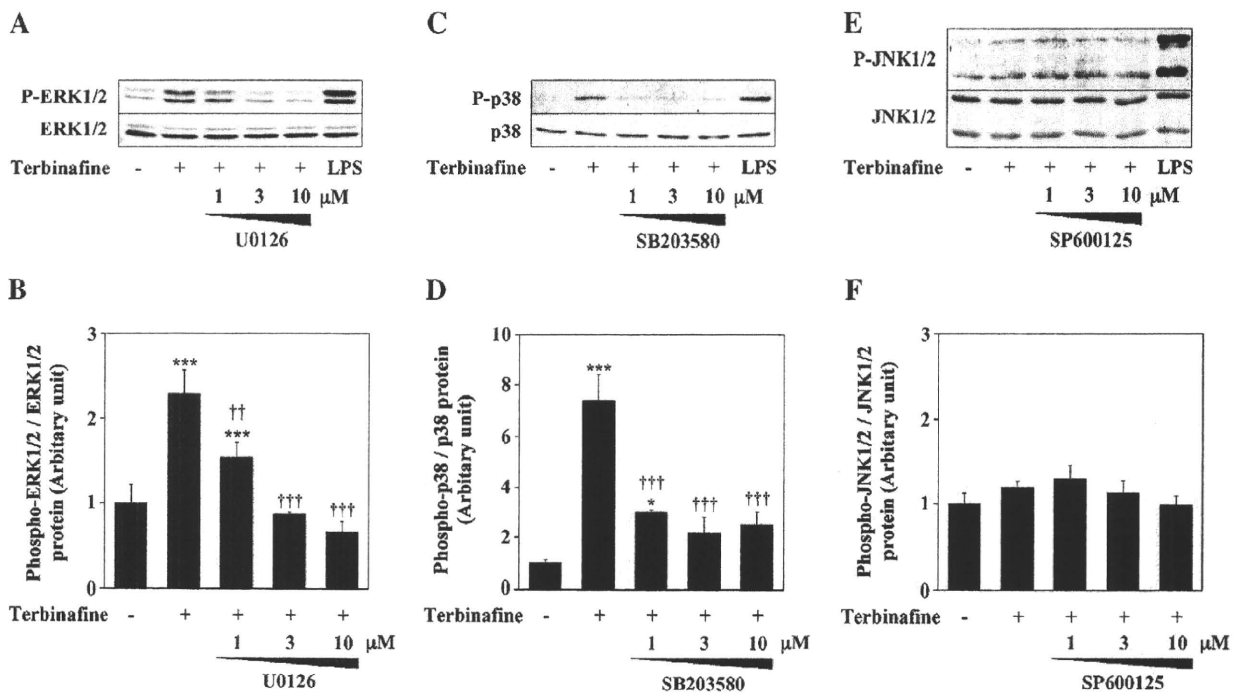 A
P-ERK1/2
ERK1/2
Terbinafine - + + + + LPS
1 3 10 μM
U0126
C
P-p38
p38
- + + + + LPS
1 3 10 μM
SB203580
E
P-JNK1/2
JNK1/2
Terbinafine - + + + + LPS
1 3 10 μM
SP600125
B
Phospho-ERK1/2 / ERK1/2
protein (Arbitary unit)
3
2
1
0
***
††
***
†††
†††
Terbinafine - + + + +
1 3 10 μM
U0126
D
Phospho-p38 / p38 protein
(Arbitary unit)
10
8
6
4
2
0
***
†††
*
†††
†††
Terbinafine - + + + +
1 3 10 μM
SB203580
F
Phospho-JNK1/2 / JNK1/2
protein (Arbitary unit)
3
2
1
0
Terbinafine - + + + +
1 3 10 μM
SP600125